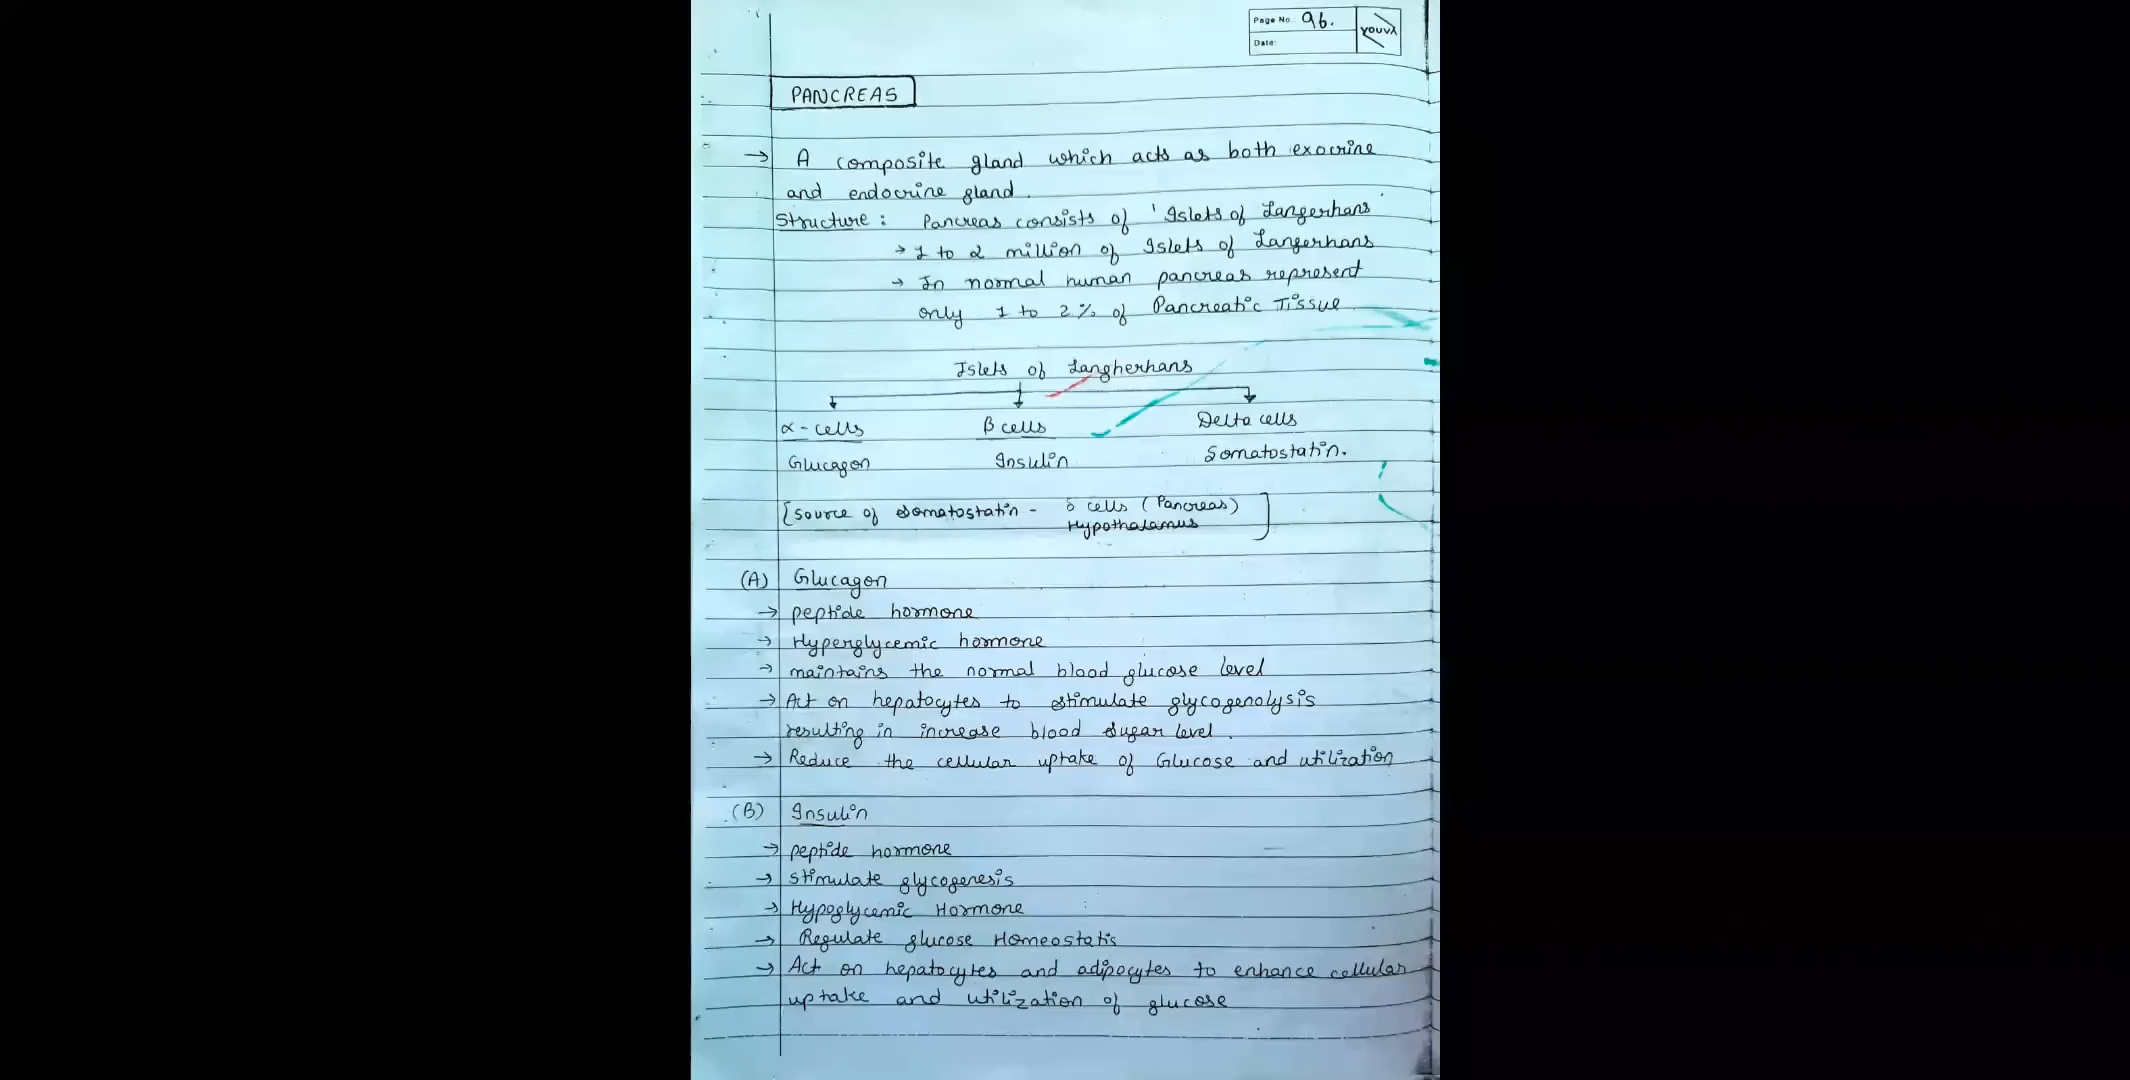 Page No. 96.
Date:
YOUVA
PANCREAS
→ A composite gland which acts as both exocrine
and endocrine gland.
Structure : Pancreas consists of 'Islets of Langerhans'
→ 1 to 2 million of Islets of Langerhans
→ In normal human pancreas represent
only 1 to 2% of Pancreatic Tissue
Islets of Langherhans
α-cells β cells Delta cells
Glucagon Insulin Somatostatin.
[Source of Somatostatin - δ cells (Pancreas)
Hypothalamus]
(A) Glucagon
→ peptide hormone
→ Hyperglycemic hormone
→ maintains the normal blood glucose level
→ Act on hepatocytes to stimulate glycogenolysis
resulting in increase blood sugar level.
→ Reduce the cellular uptake of Glucose and utilization
(B) Insulin
→ peptide hormone
→ stimulate glycogenesis
→ Hypoglycemic Hormone
→ Regulate glucose Homeostatis
→ Act on hepatocytes and adipocytes to enhance cellular
uptake and utilization of glucose